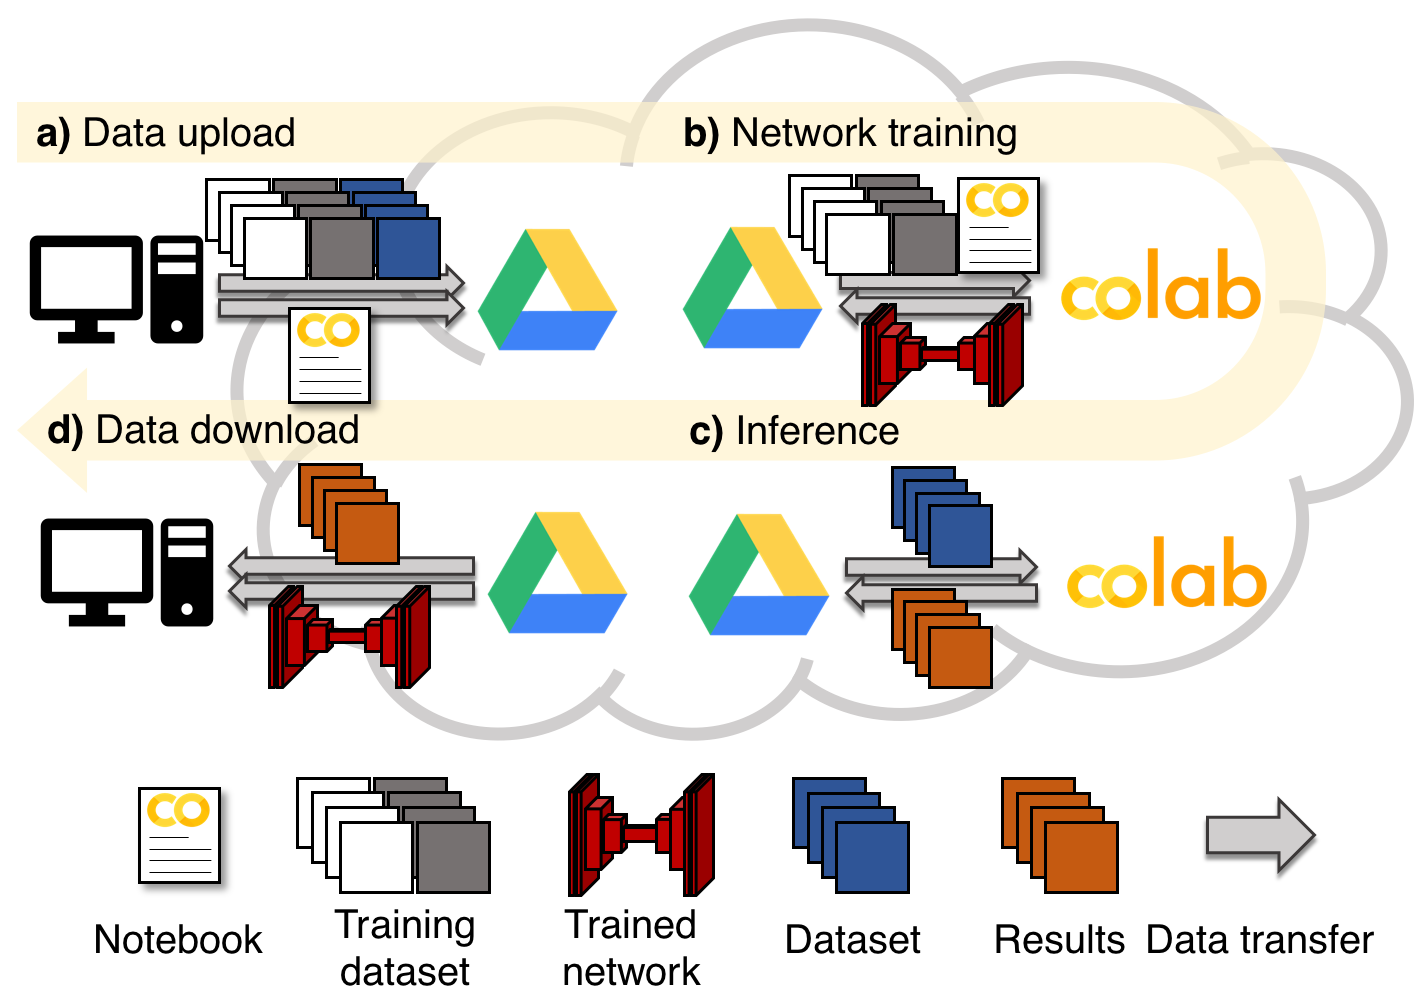 a) Data upload
b) Network training
CO
CO
colab
d) Data download
c) Inference
colab
CO
Notebook
Training
dataset
Trained
network
Dataset
Results
Data transfer